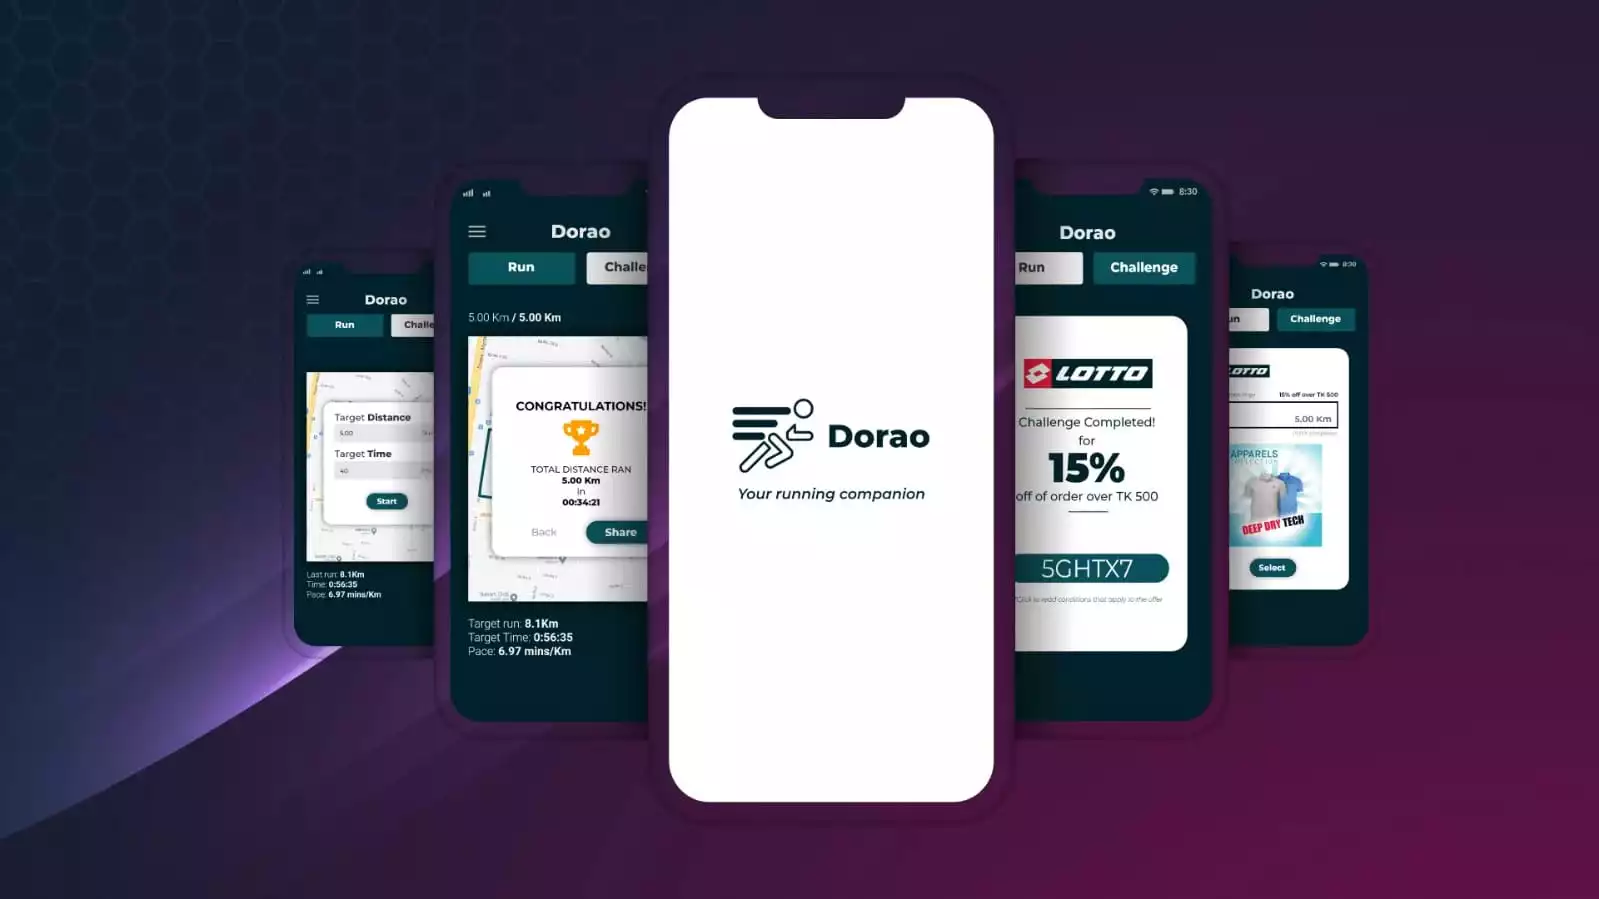 Dorao
Run
Challe
Target Distance
5.00
Target Time
40
Start
Last run: 8.1Km
Time: 0:56:35
Pace: 6.97 mins/Km
Dorao
Run
Challe
5.00 Km / 5.00 Km
CONGRATULATIONS!
TOTAL DISTANCE RAN
5.00 Km
in
00:34:21
Back
Share
Target run: 8.1Km
Target Time: 0:56:35
Pace: 6.97 mins/Km
Dorao
Your running companion
8:30
Dorao
Run
Challenge
LOTTO
Challenge Completed!
for
15%
off of order over TK 500
5GHTX7
*Click to read conditions that apply to the offer
8:30
Dorao
un
Challenge
LOTTO
15% off over TK 500
5.00 Km
APPARELS
DEEP DRY TECH
Select